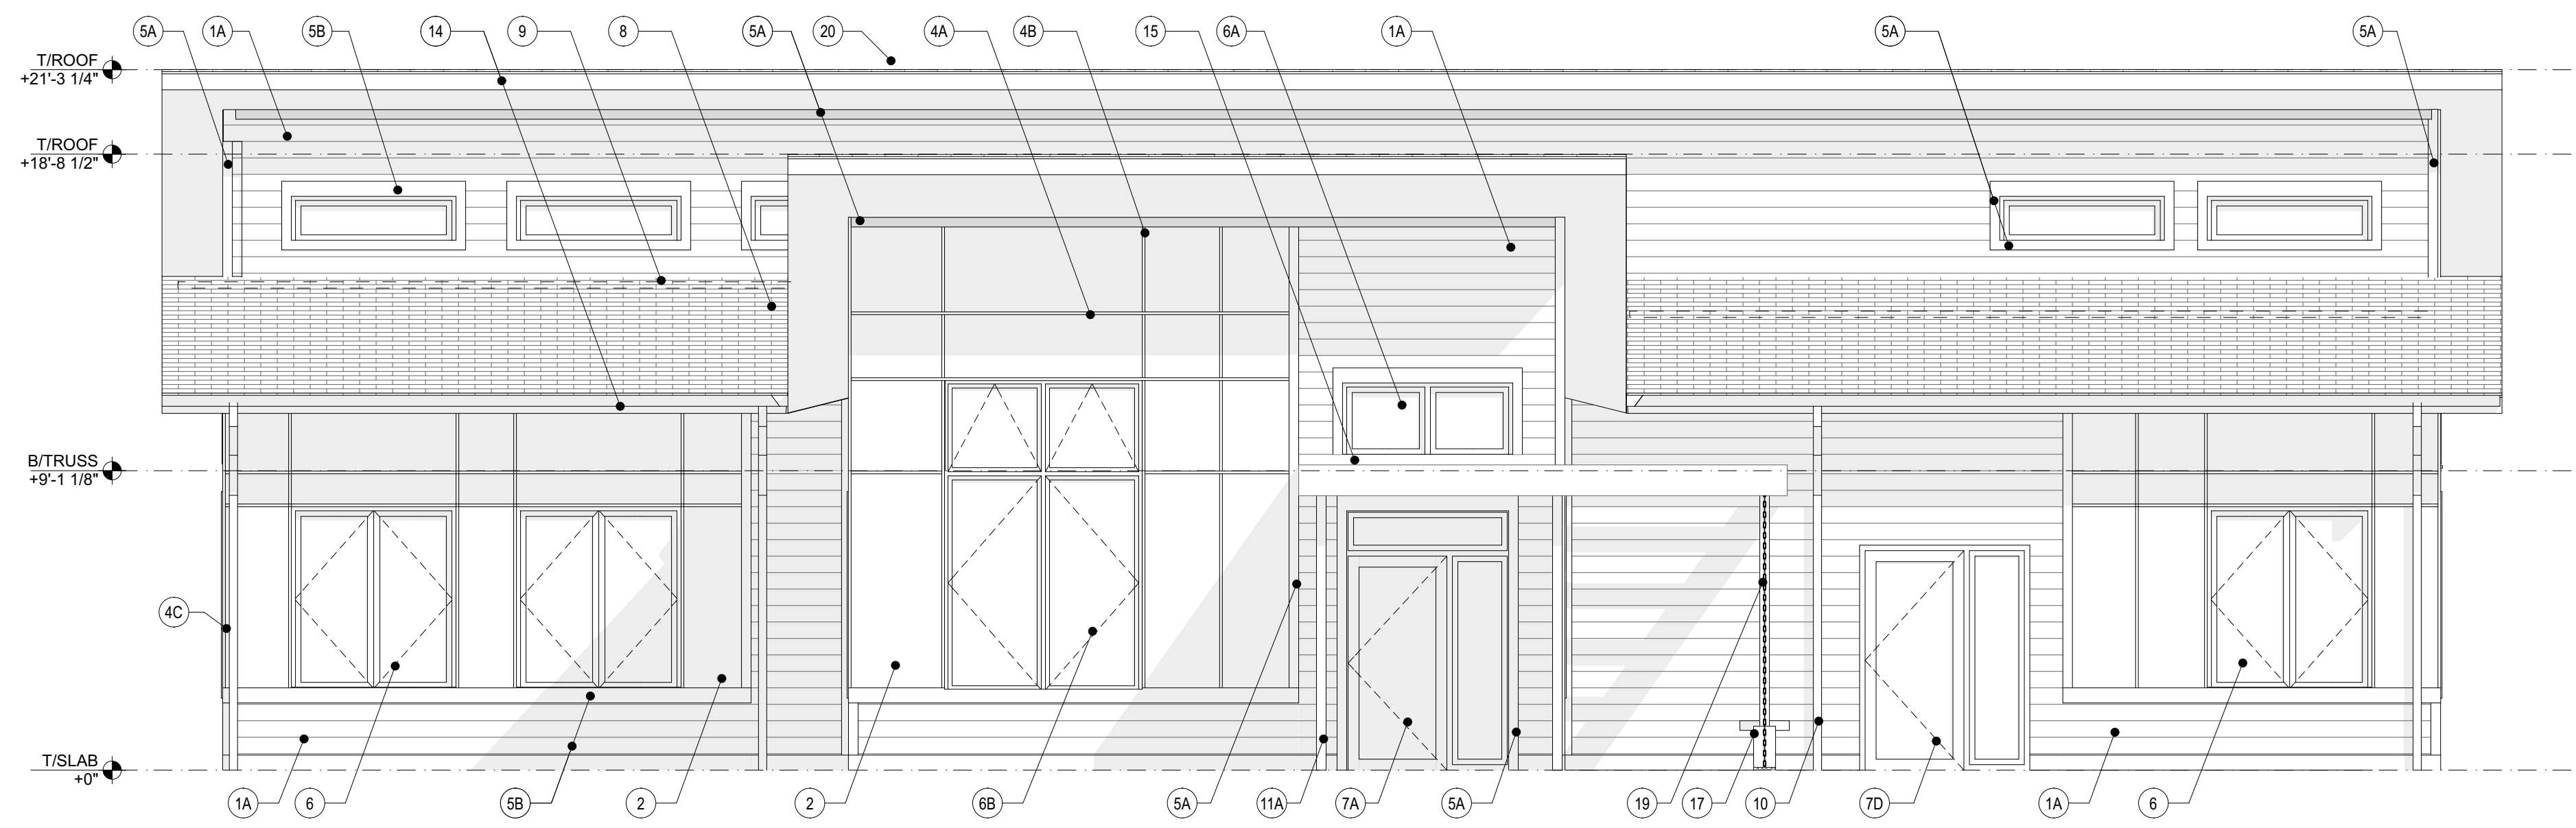 5A 1A 5B 14 9 8 5A 20 4A 4B 15 6A 1A 5A 5A
T/ROOF
+21'-3 1/4"
T/ROOF
+18'-8 1/2"
B/TRUSS
+9'-1 1/8"
4C
T/SLAB
+0"
1A 6 5B 2 2 6B 5A 11A 7A 5A 19 17 10 7D 1A 6